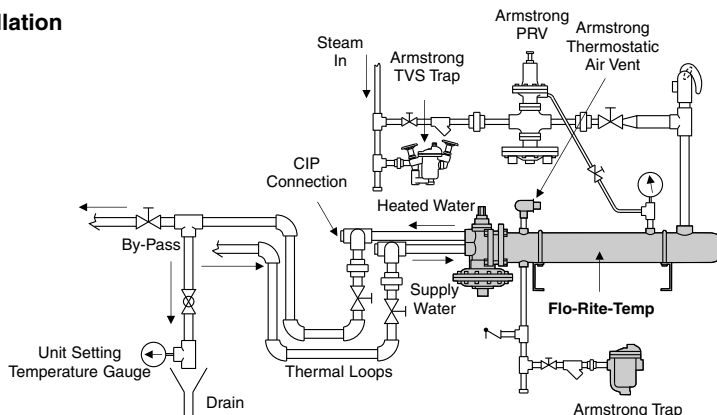 llation
Steam
In
Armstrong
TVS Trap
Armstrong
PRV
Armstrong
Thermostatic
Air Vent
CIP
Connection
Heated Water
By-Pass
Supply
Water
Flo-Rite-Temp
Unit Setting
Temperature Gauge
Thermal Loops
Drain
Armstrong Trap